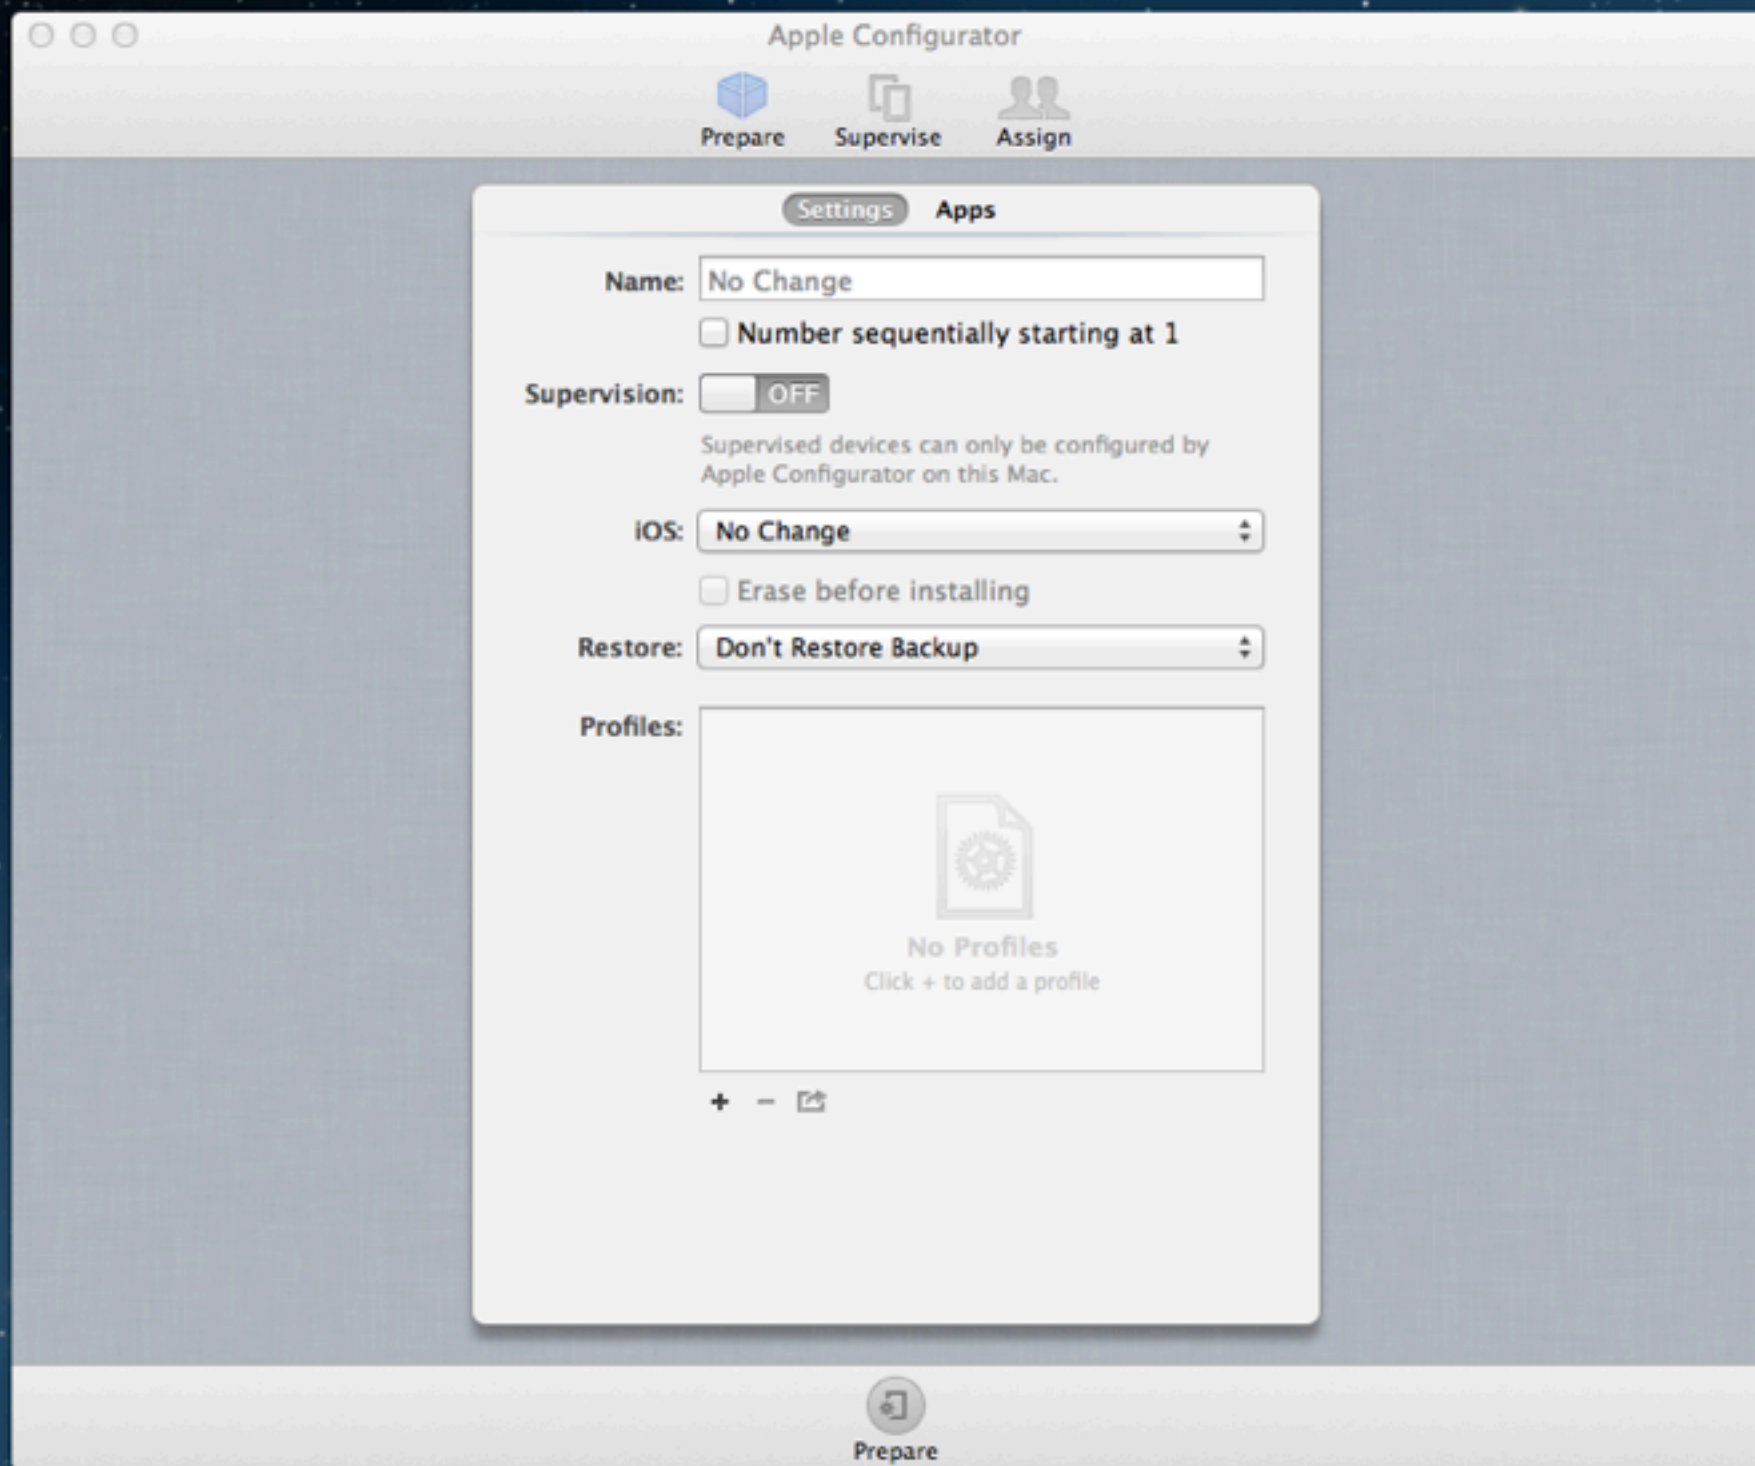 Apple Configurator
Prepare Supervise Assign
Settings Apps
Name: No Change
Number sequentially starting at 1
Supervision: OFF
Supervised devices can only be configured by
Apple Configurator on this Mac.
iOS: No Change
Erase before installing
Restore: Don't Restore Backup
Profiles:
No Profiles
Click + to add a profile
Prepare